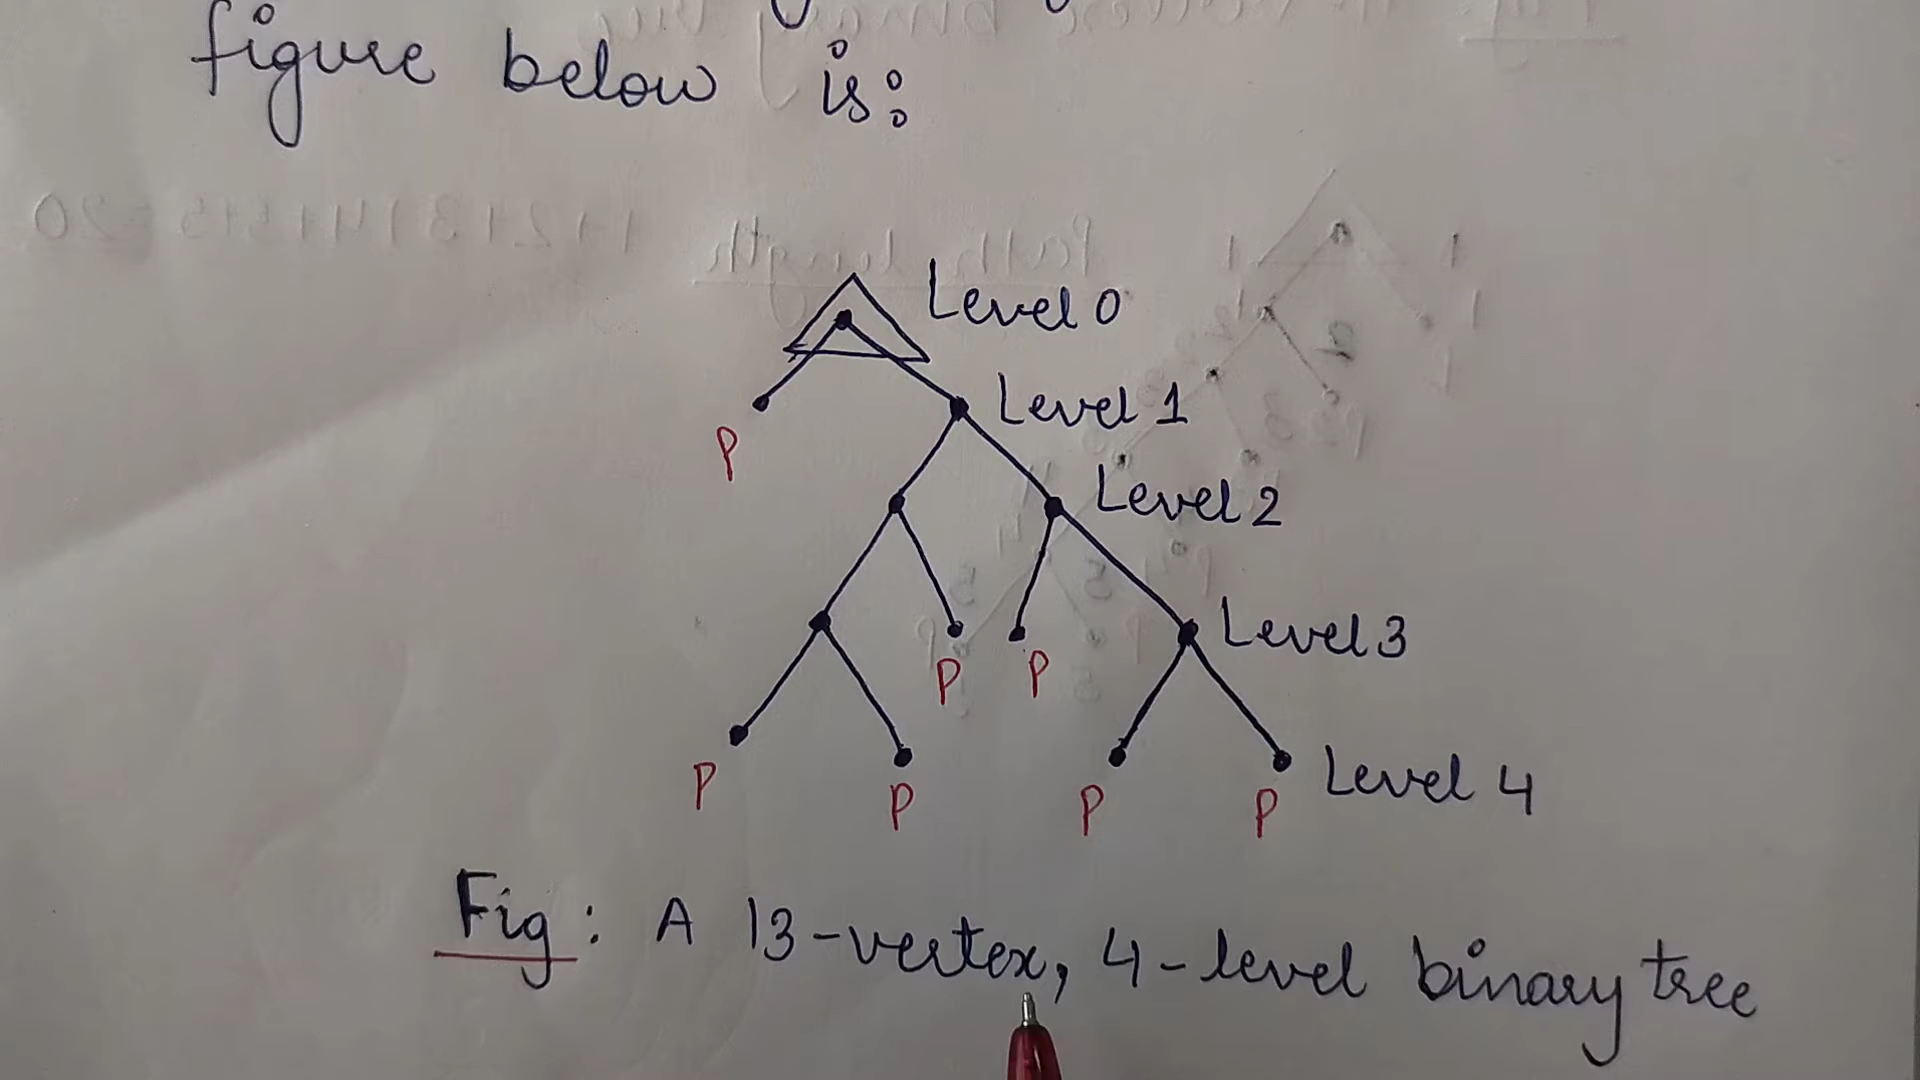 figure below is:
Level 0
Level 1
P
Level 2
Level 3
P P
P P P P
Level 4
Fig: A 13-vertex, 4-level binary tree